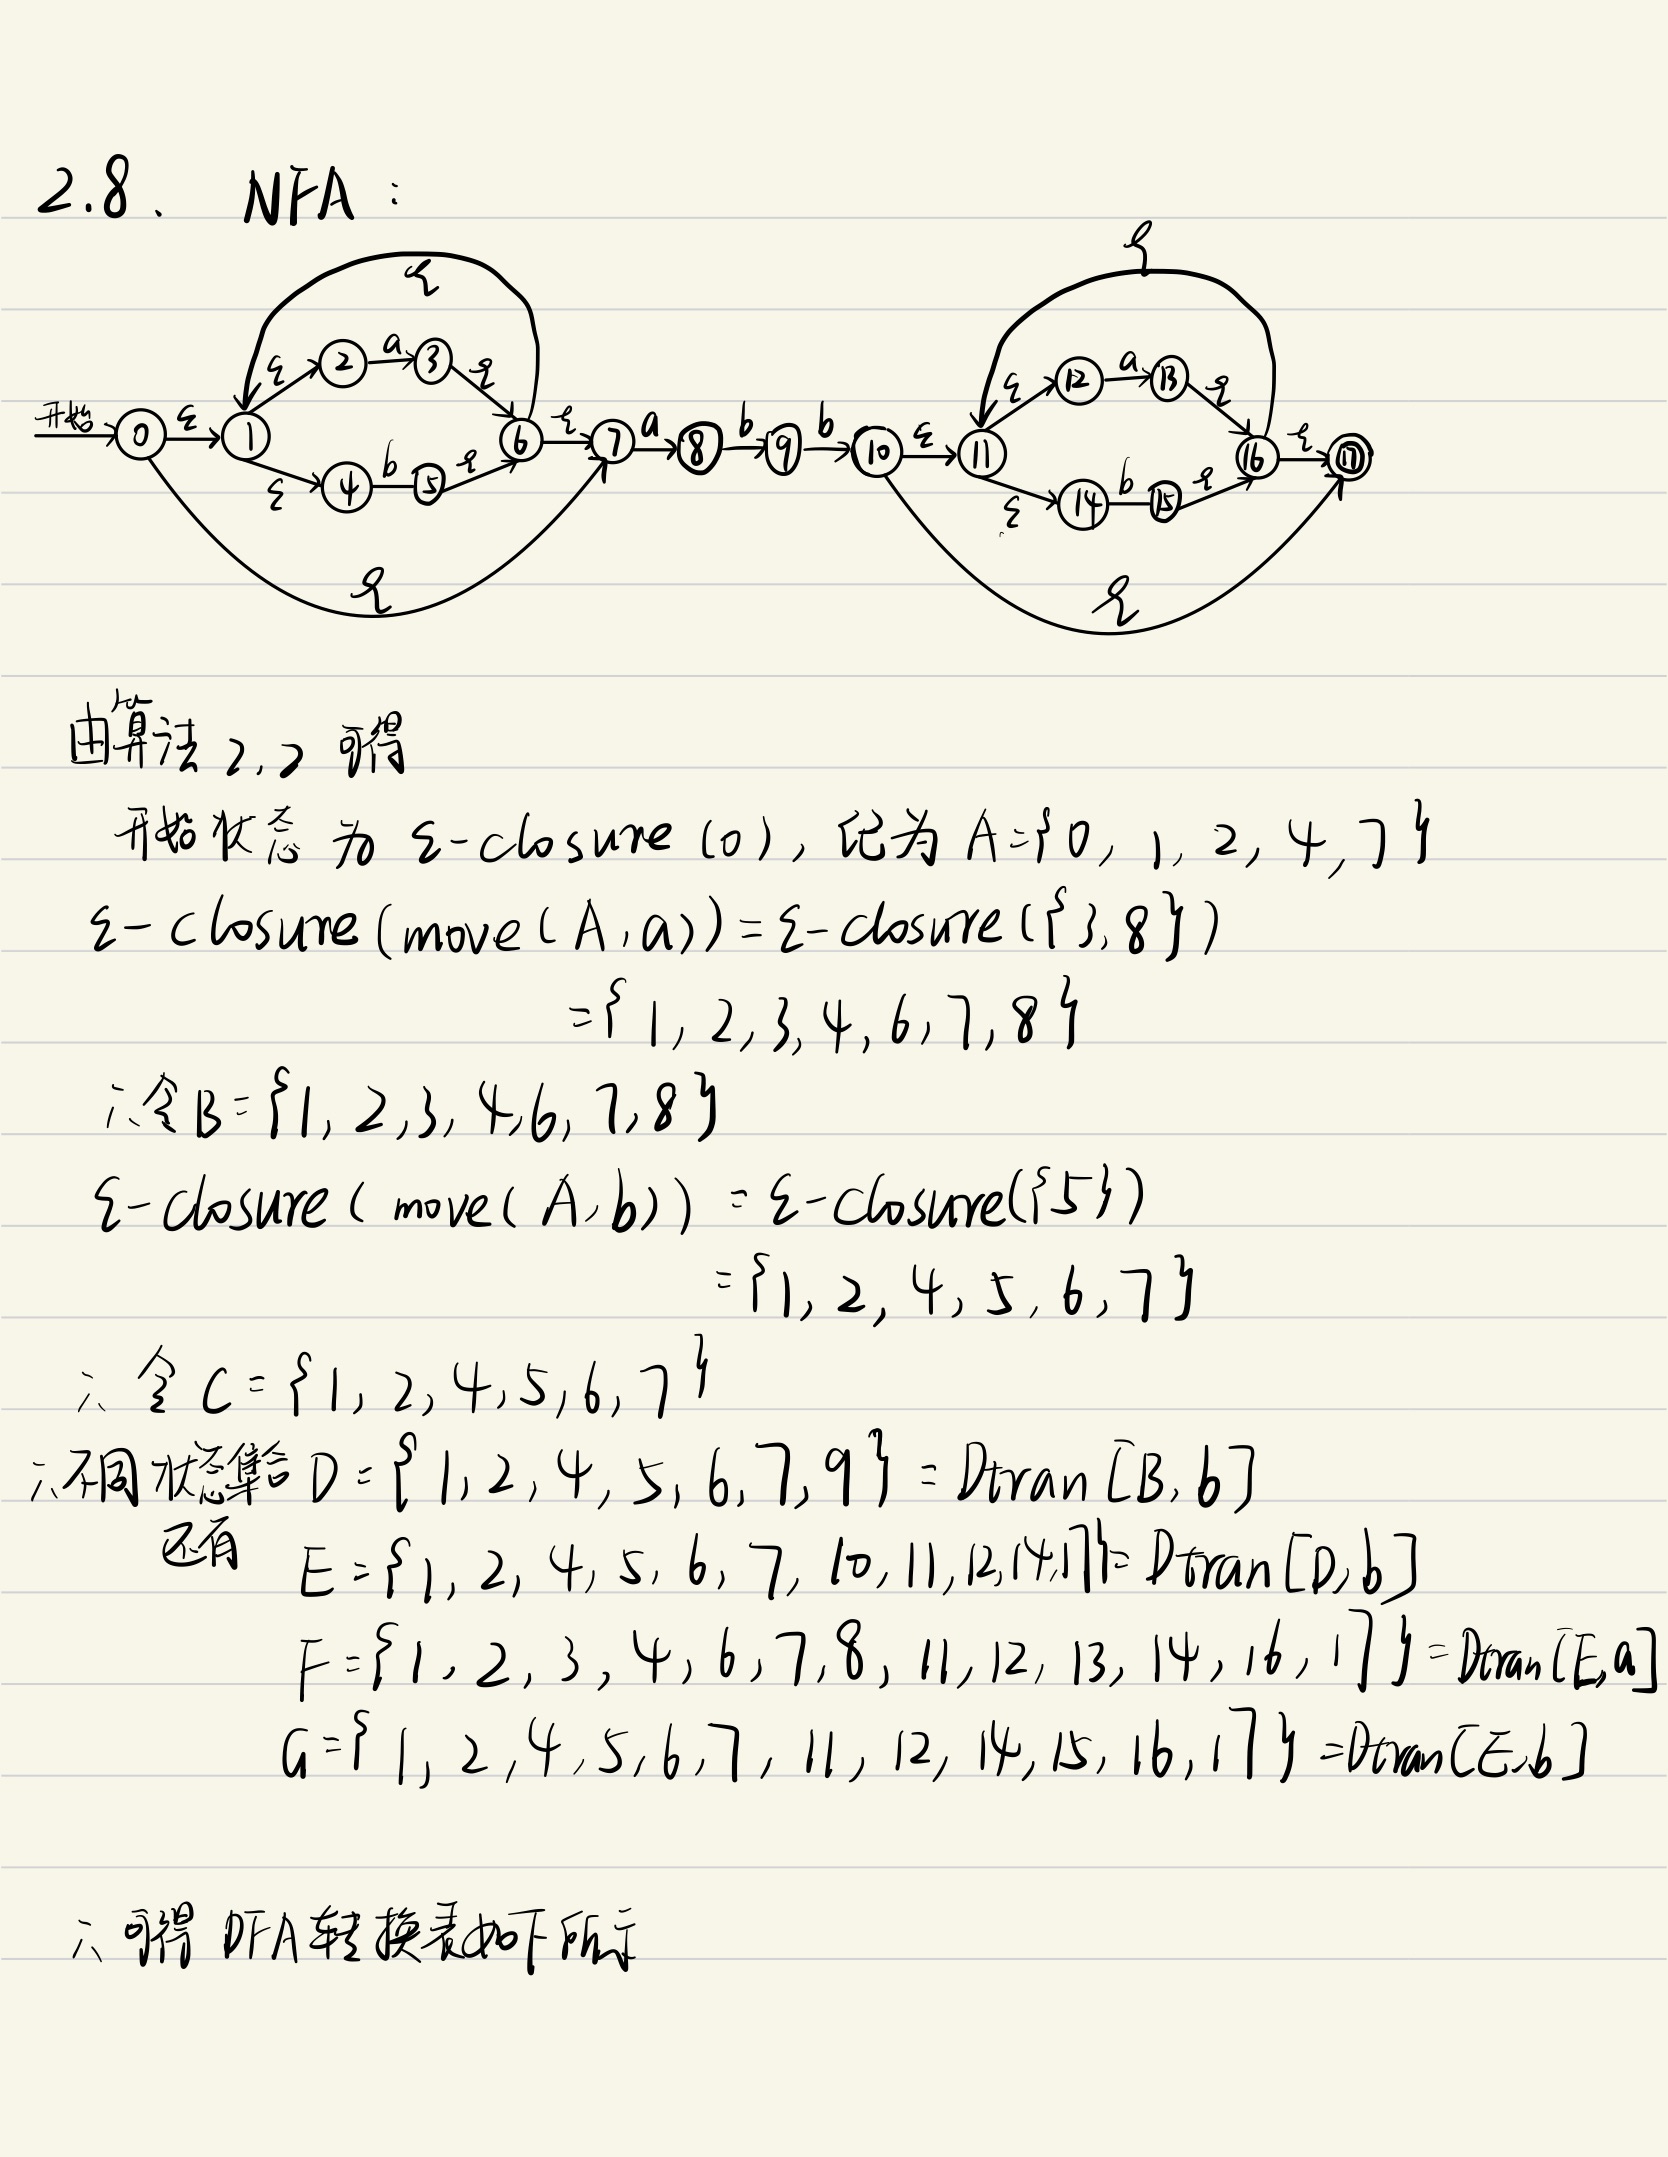 2.8. NFA:
ε ε
ε 2 a 3 ε ε 12 a 13 ε
开始 0 ε 1 6 ε 7 a 8 b 9 b 10 ε 11 16 ε 17
ε 4 b 5 ε ε 14 b 15 ε
ε ε
由算法 2.2 可得
开始状态为 ε-closure(0), 记为 A={0, 1, 2, 4, 7}
ε-closure(move(A,a))=ε-closure({3,8})
={1, 2, 3, 4, 6, 7, 8}
∴令B={1, 2, 3, 4, 6, 7, 8}
ε-closure(move(A,b)) = ε-closure({5})
={1, 2, 4, 5, 6, 7}
∴令C={1, 2, 4, 5, 6, 7}
∴不同状态集合 D={1, 2, 4, 5, 6, 7, 9} = Dtran[B,b]
还有 E={1, 2, 4, 5, 6, 7, 10, 11, 12, 14, 17}=Dtran[D,b]
F={1, 2, 3, 4, 6, 7, 8, 11, 12, 13, 14, 16, 17}=Dtran[E,a]
G={1, 2, 4, 5, 6, 7, 11, 12, 14, 15, 16, 17}=Dtran[E,b]
∴可得 DFA转换表如下所示